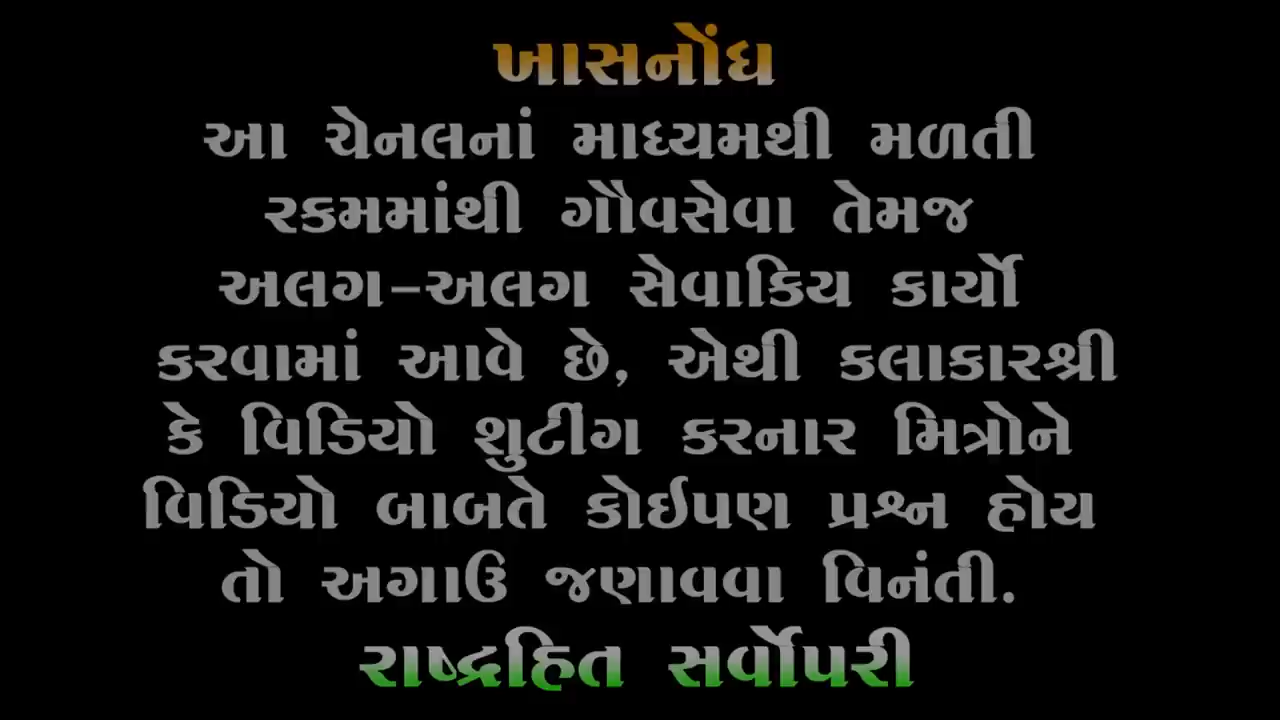 ખાસનોંધ
આ ચેનલનાં માધ્યમથી મળતી
રકમમાંથી ગૌવસેવા તેમજ
અલગ-અલગ સેવાકિય કાર્યો
કરવામાં આવે છે, એથી કલાકારશ્રી
કે વિડિયો શુટીંગ કરનાર મિત્રોને
વિડિયો બાબતે કોઈપણ પ્રશ્ન હોય
તો અગાઉ જણાવવા વિનંતી.
રાષ્ટ્રહિત સર્વોપરી